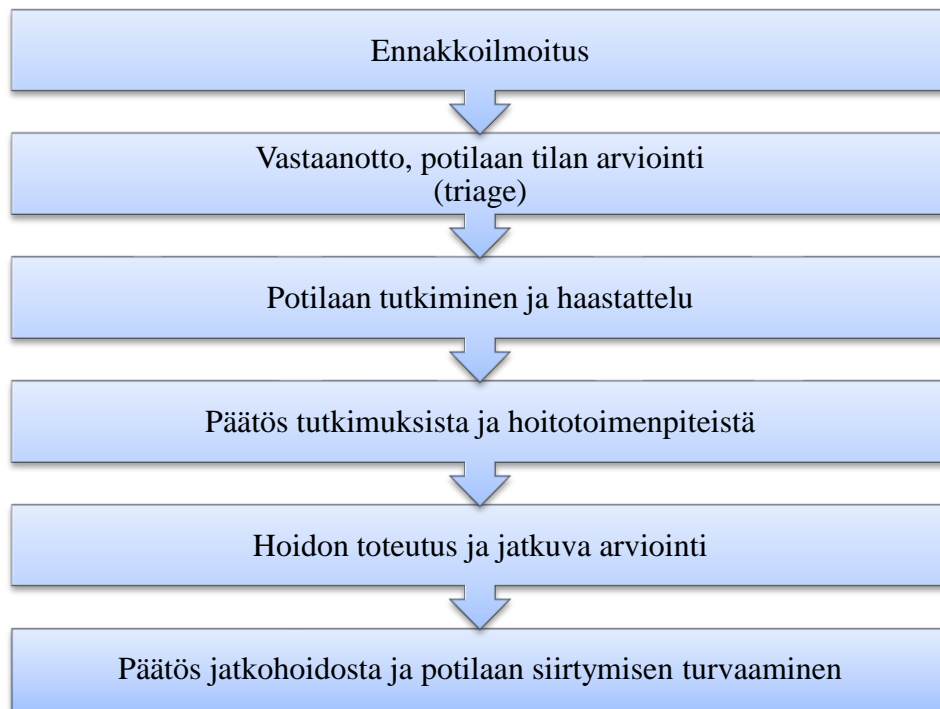 Ennakkoilmoitus
Vastaanotto, potilaan tilan arviointi
(triage)
Potilaan tutkiminen ja haastattelu
Päätös tutkimuksista ja hoitotoimenpiteistä
Hoidon toteutus ja jatkuva arviointi
Päätös jatkohoidosta ja potilaan siirtymisen turvaaminen